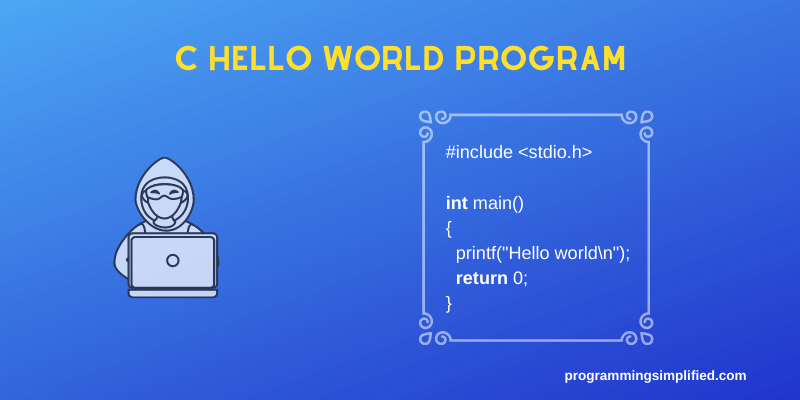 C HELLO WORLD PROGRAM
#include <stdio.h>
int main()
{
printf("Hello world\n");
return 0;
}
programmingsimplified.com